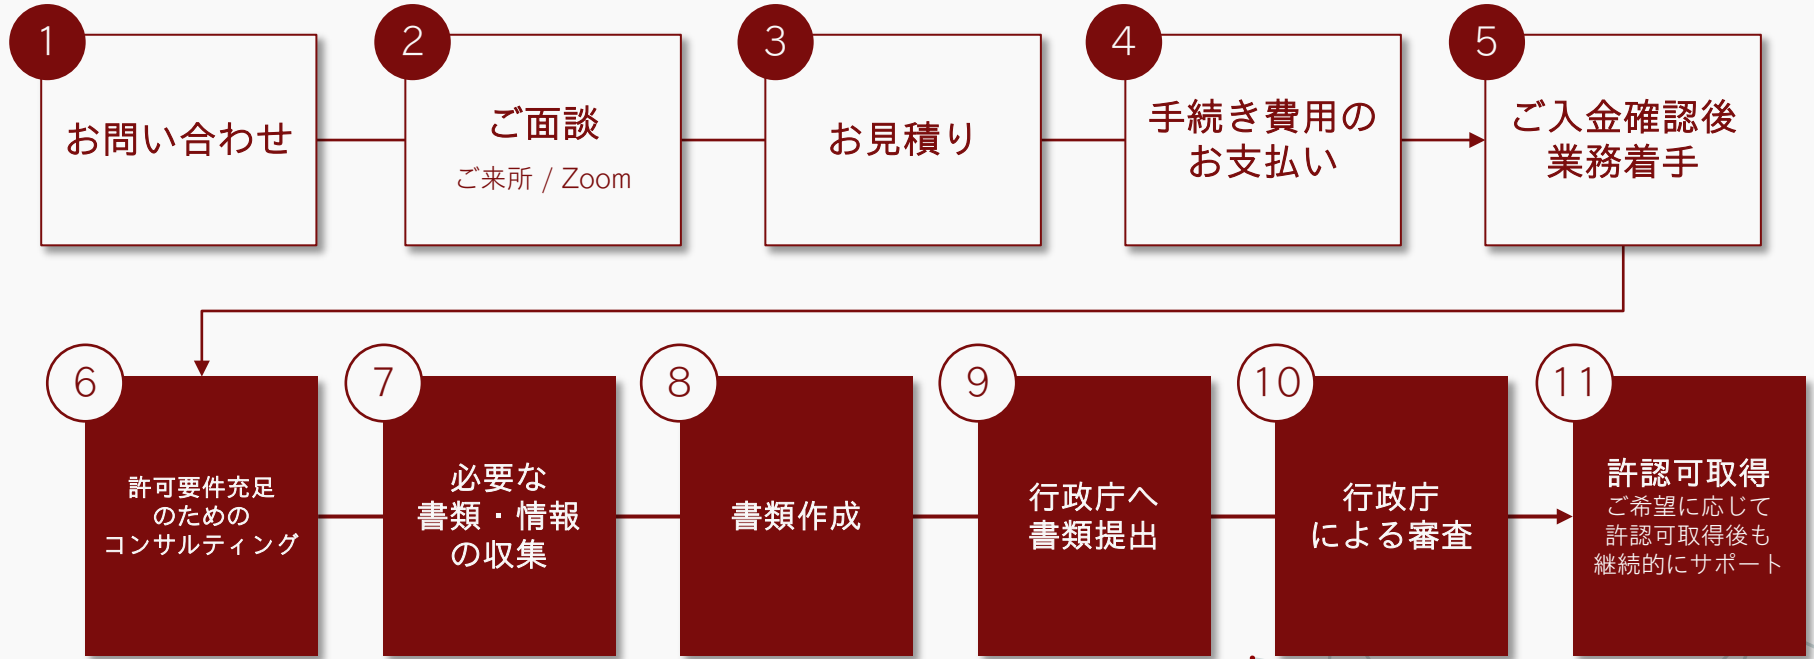 1
お問い合わせ
2
ご面談
ご来所 / Zoom
3
お見積り
4
手続き費用の
お支払い
5
ご入金確認後
業務着手
6
許可要件充足
のための
コンサルティング
7
必要な
書類・情報
の収集
8
書類作成
9
行政庁へ
書類提出
10
行政庁
による審査
11
許認可取得
ご希望に応じて
許認可取得後も
継続的にサポート